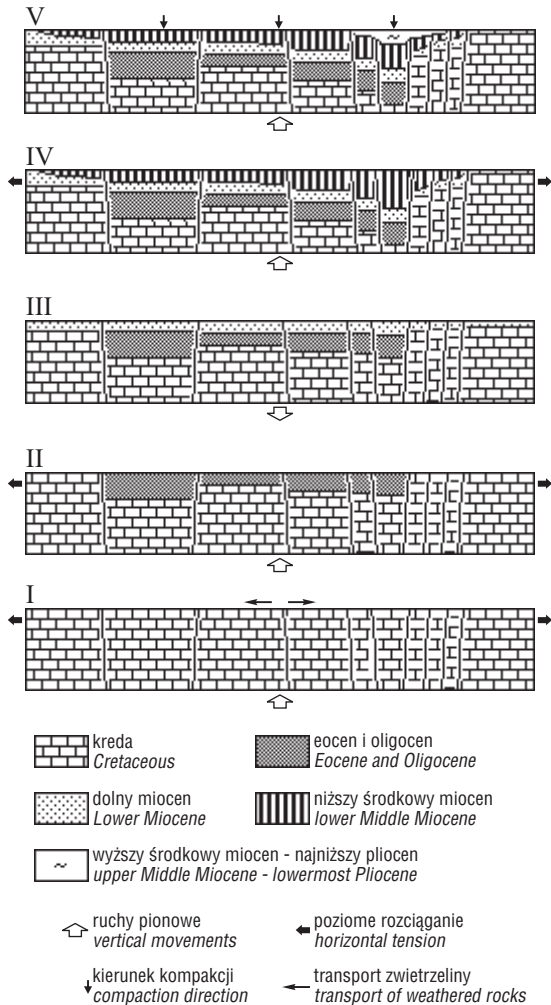 V
IV
III
II
I
kreda
Cretaceous
eocen i oligocen
Eocene and Oligocene
dolny miocen
Lower Miocene
niższy środkowy miocen
lower Middle Miocene
~ wyższy środkowy miocen - najniższy pliocen
upper Middle Miocene - lowermost Pliocene
ruchy pionowe
vertical movements
poziome rozciąganie
horizontal tension
kierunek kompakcji
compaction direction
transport zwietrzeliny
transport of weathered rocks